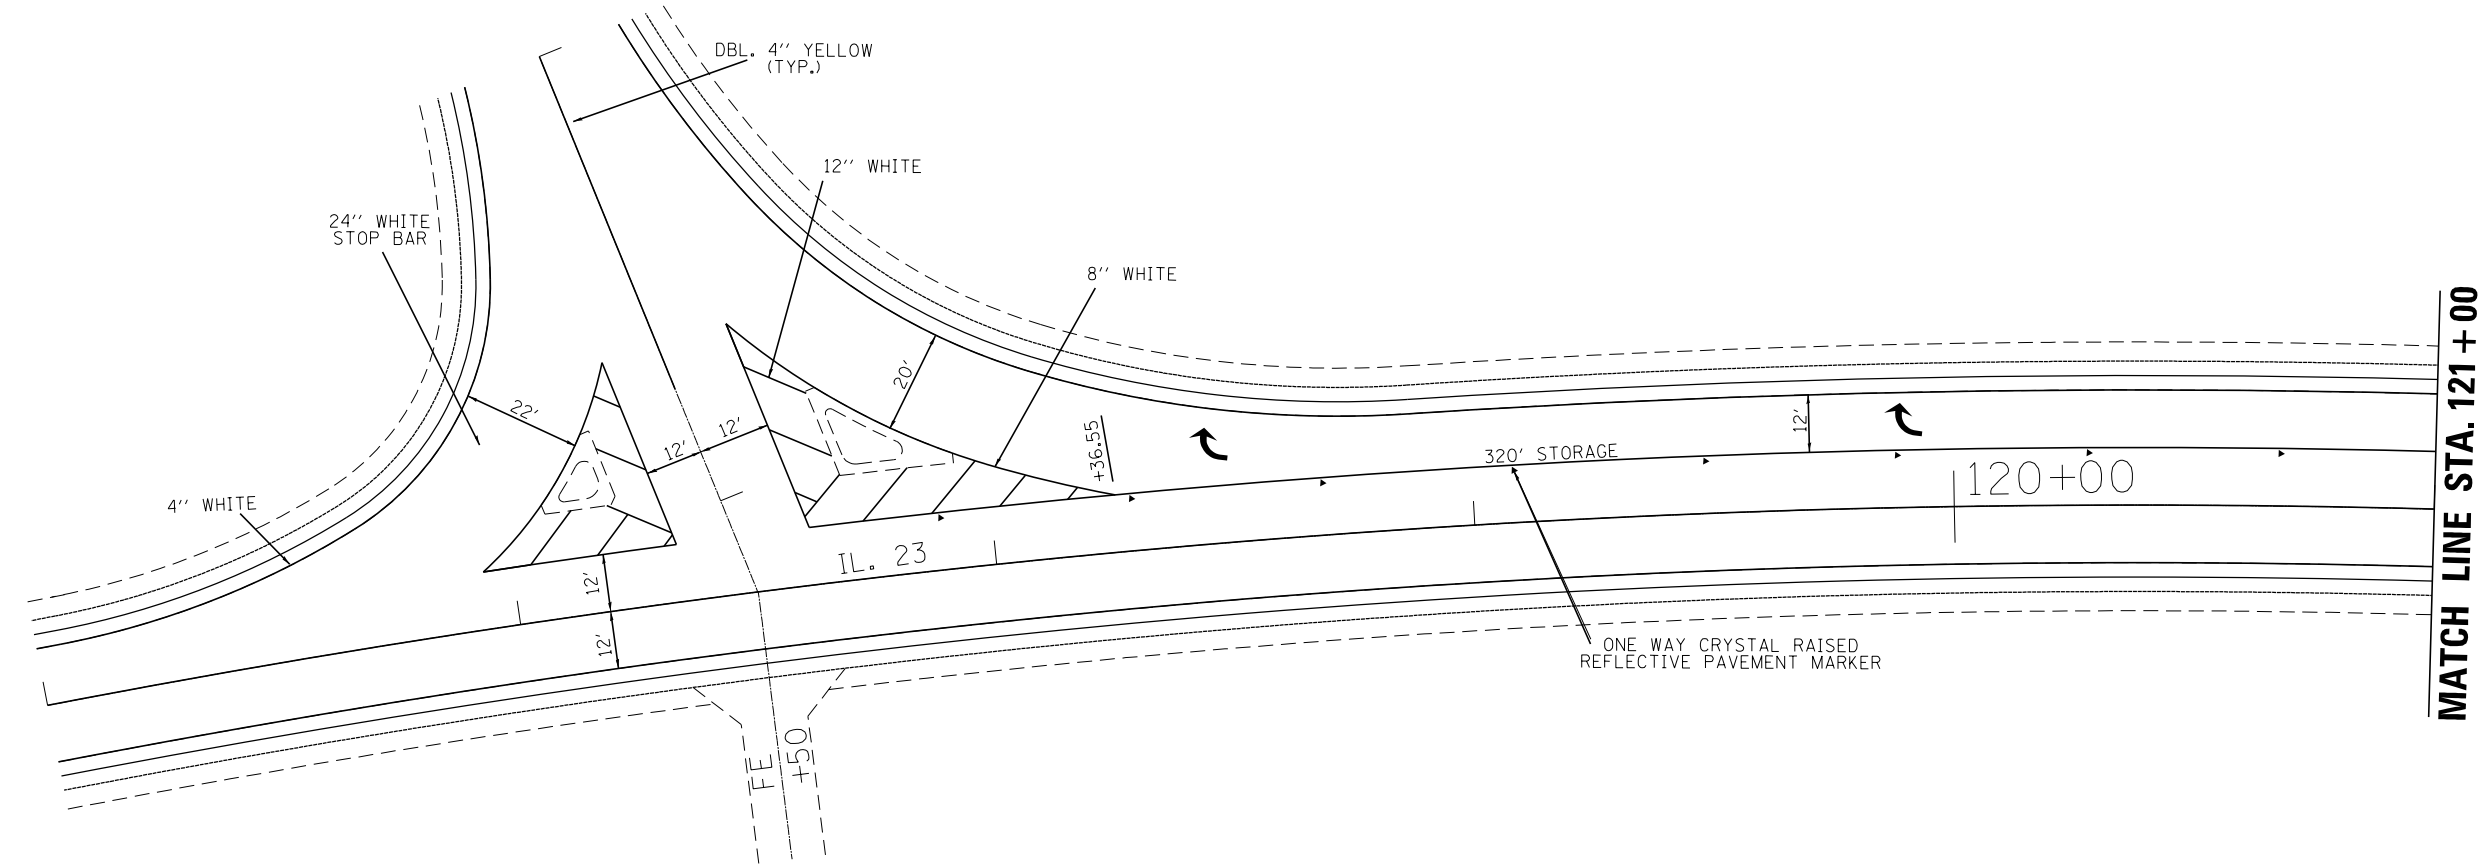 DBL. 4'' YELLOW
(TYP.)
12'' WHITE
24'' WHITE
STOP BAR
8'' WHITE
20'
22'
12'
12'
+36.55
12'
320' STORAGE
120+00
4'' WHITE
IL. 23
12'
12'
ONE WAY CRYSTAL RAISED
REFLECTIVE PAVEMENT MARKER
FE
+50
MATCH LINE STA. 121+00